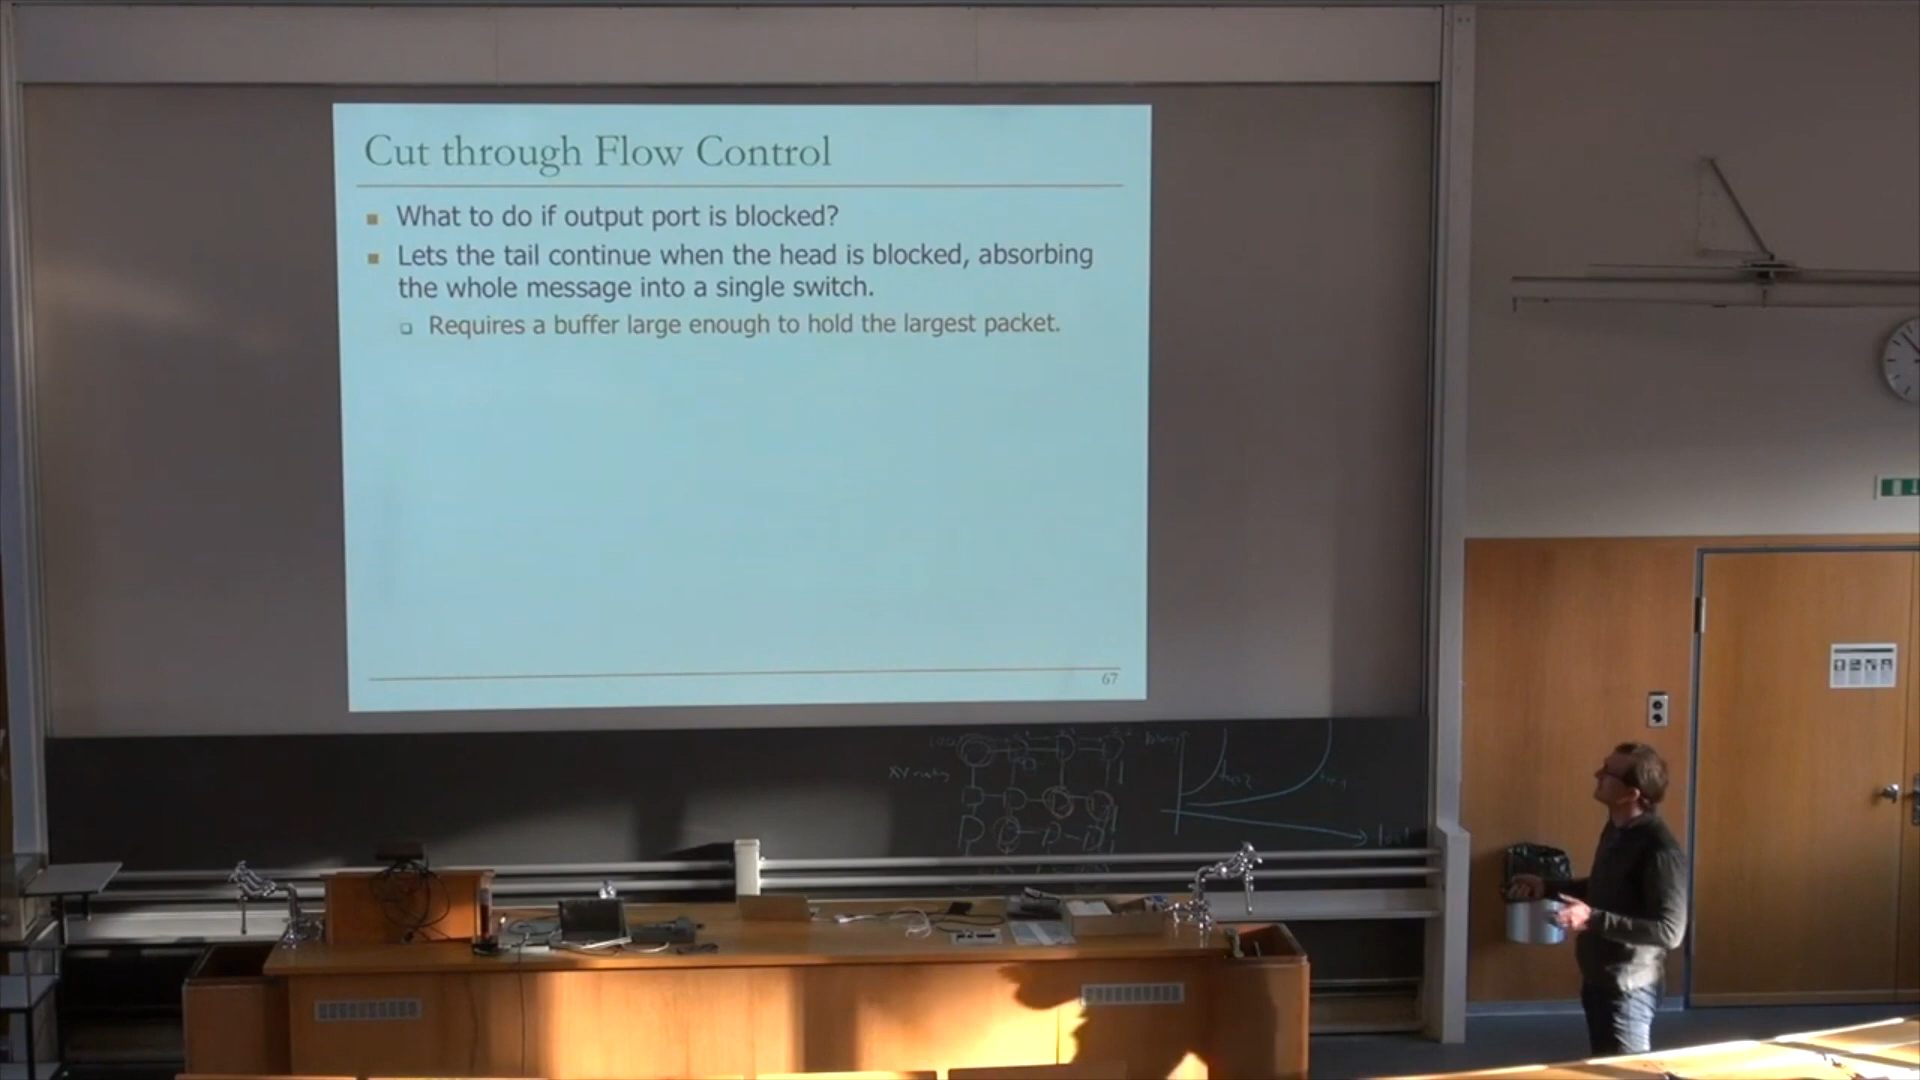 Cut through Flow Control
What to do if output port is blocked?
Lets the tail continue when the head is blocked, absorbing
the whole message into a single switch.
Requires a buffer large enough to hold the largest packet.
67